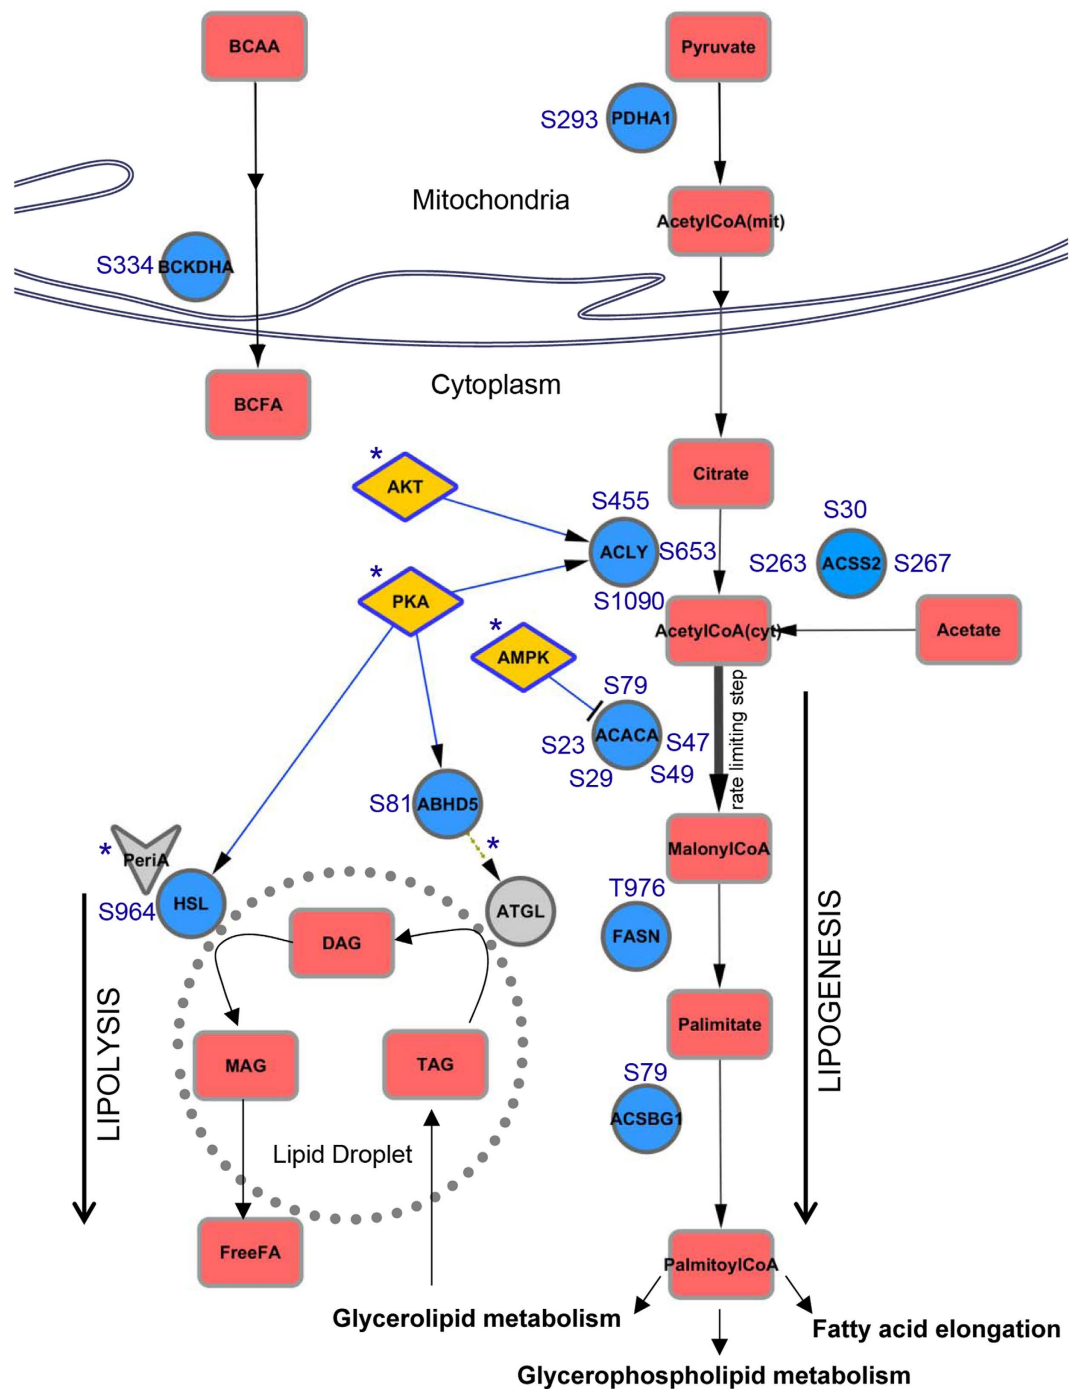 BCAA
Pyruvate
S293
PDHA1
Mitochondria
AcetylCoA(mit)
S334
BCKDHA
Cytoplasm
BCFA
Citrate
*
AKT
S455
S30
ACLY
S653
S263
ACSS2
S267
*
PKA
S1090
*
AcetylCoA(cyt)
Acetate
AMPK
S79
rate limiting step
S23
ACACA
S47
S29
S49
S81
ABHD5
*
*
PeriA
MalonylCoA
T976
S964
HSL
ATGL
DAG
FASN
LIPOGENESIS
LIPOLYSIS
Palimitate
MAG
TAG
S79
ACSBG1
Lipid Droplet
FreeFA
PalmitoylCoA
Glycerolipid metabolism
Fatty acid elongation
Glycerophospholipid metabolism